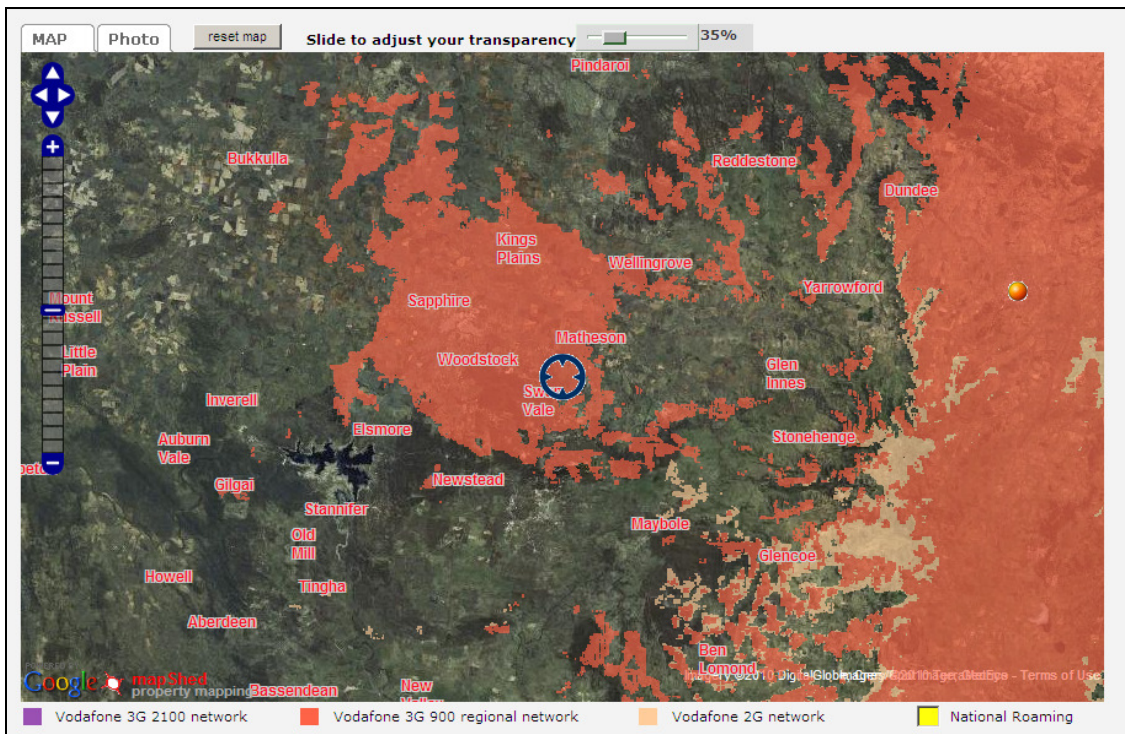 MAP Photo reset map Slide to adjust your transparency 35%
Pindaroi
Bukkulla
Reddestone
Dundee
Kings
Plains
Wellingrove
Yarrowford
Sapphire
Mount
Little
Plain
Matheson
Woodstock
Glen
Innes
Vale
Inverell
Elsmore
Auburn
Vale
Stonehenge
Newstead
Gilgai
Stannifer
Maybole
Old
Mill
Glencoe
Howell
Tingha
Aberdeen
Ben
Lomond
POWERED BY
Google mapShed
property mapping
Bassendean
New
- Terms of Use
Vodafone 3G 2100 network
Vodafone 3G 900 regional network
Vodafone 2G network
National Roaming